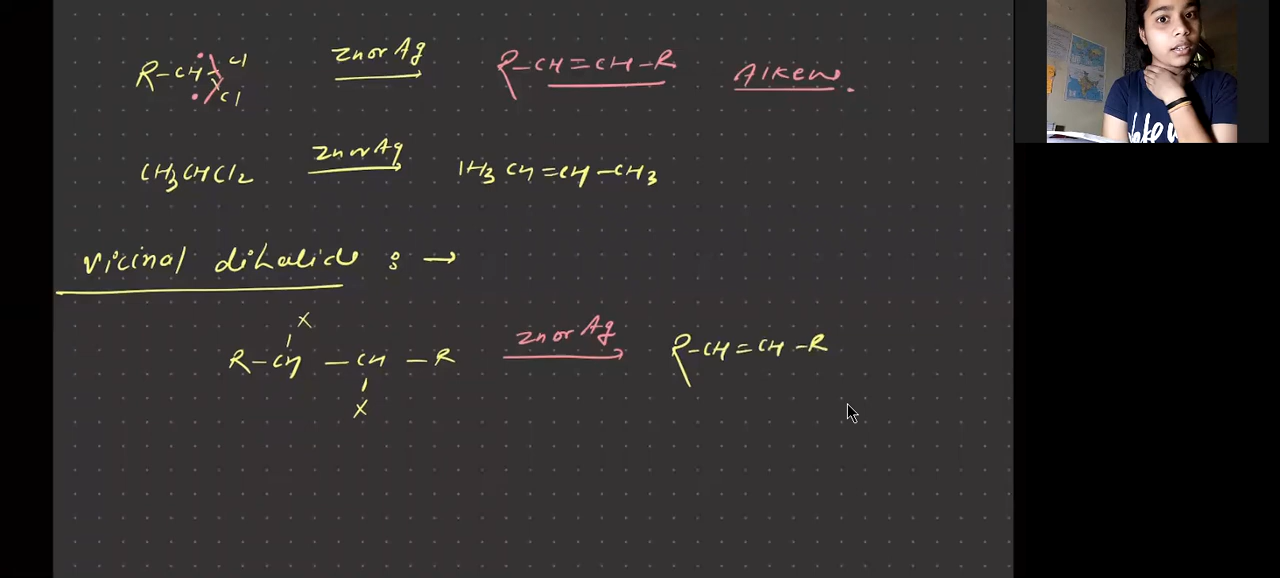 Zn or Ag
R-CH Cl Cl R-CH=CH-R Alkene.
Zn or Ag
CH3CHCl2 CH3 CH=CH-CH3
vicinal dihalide : →
X
Zn or Ag
R-CH - CH - R R-CH=CH-R
X